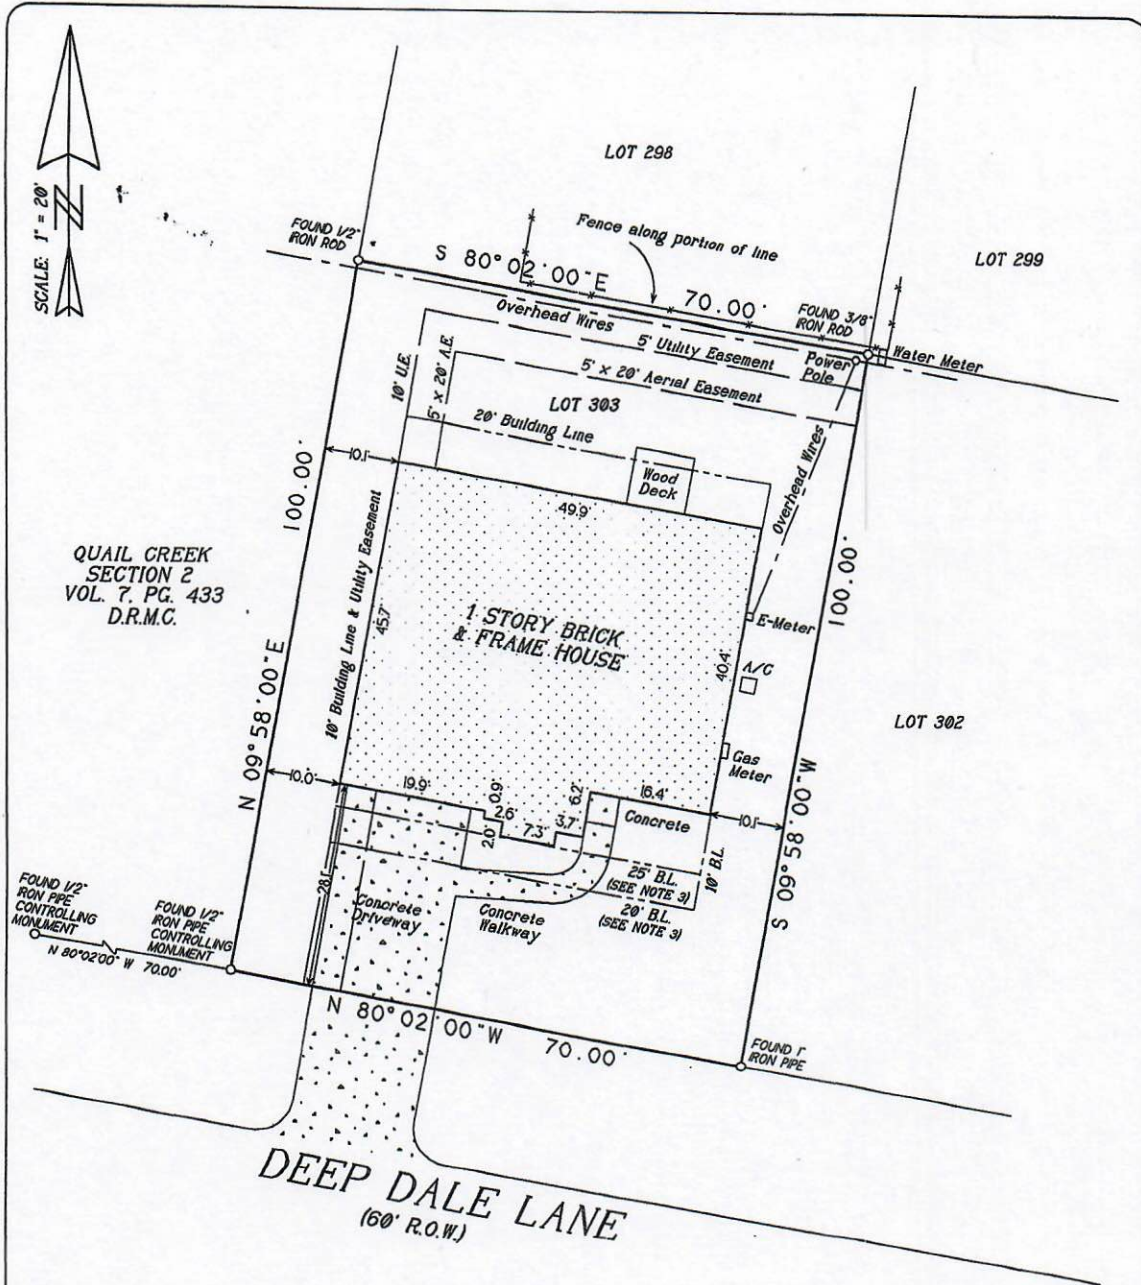 SCALE: 1" = 20'
N
LOT 298
LOT 299
FOUND 1/2"
IRON ROD
Fence along portion of line
S 80°02'00"E
70.00'
FOUND 3/8"
IRON ROD
Overhead Wires
5' Utility Easement
Power
Pole
Water Meter
10' U.E.
5' x 20' A.E.
5' x 20' Aerial Easement
LOT 303
20' Building Line
Wood
Deck
Overhead Wires
10.1'
49.9'
100.00'
100.00'
QUAIL CREEK
SECTION 2
VOL. 7, PG. 433
D.R.M.C.
10' Building Line & Utility Easement
45.7'
1 STORY BRICK
& FRAME HOUSE
E-Meter
40.4'
A/C
LOT 302
Gas
Meter
N 09°58'00"E
S 09°58'00"W
10.0'
19.9'
0.9'
2.6'
2.0'
7.3'
3.7'
6.2'
16.4'
Concrete
10.1'
10' B.L.
25' B.L.
(SEE NOTE 3)
20' B.L.
(SEE NOTE 3)
28.1'
Concrete
Driveway
Concrete
Walkway
FOUND 1/2"
IRON PIPE
CONTROLLING
MONUMENT
FOUND 1/2"
IRON PIPE
CONTROLLING
MONUMENT
N 80°02'00" W 70.00'
N 80°02'00"W
70.00'
FOUND 1"
IRON PIPE
DEEP DALE LANE
(60' R.O.W.)